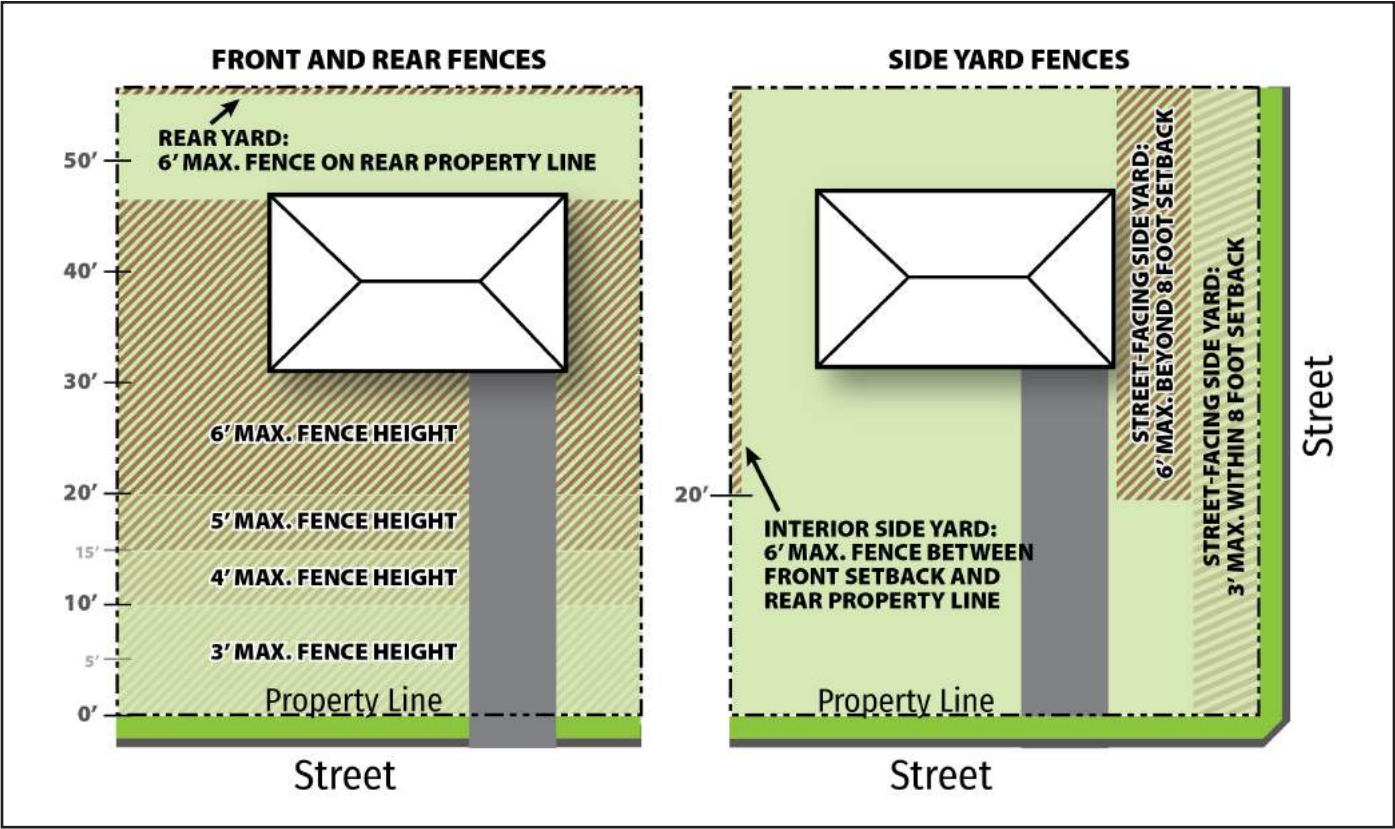 FRONT AND REAR FENCES
REAR YARD:
6’ MAX. FENCE ON REAR PROPERTY LINE
50’
40’
30’
6’ MAX. FENCE HEIGHT
20’
5’ MAX. FENCE HEIGHT
15’
4’ MAX. FENCE HEIGHT
10’
3’ MAX. FENCE HEIGHT
5’
Property Line
0’
Street
SIDE YARD FENCES
STREET-FACING SIDE YARD:
6’ MAX. BEYOND 8 FOOT SETBACK
STREET-FACING SIDE YARD:
3’ MAX. WITHIN 8 FOOT SETBACK
Street
20’
INTERIOR SIDE YARD:
6’ MAX. FENCE BETWEEN
FRONT SETBACK AND
REAR PROPERTY LINE
Property Line
Street